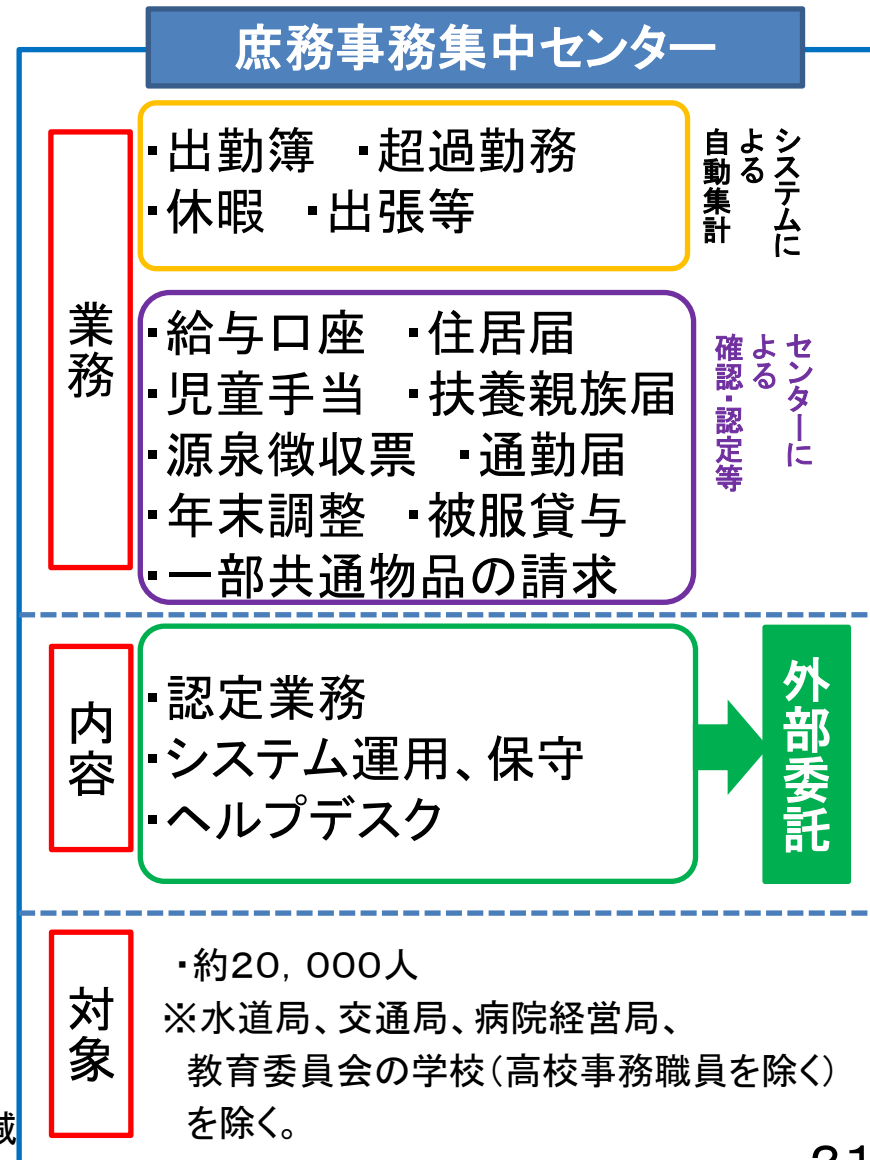 庶務事務集中センター
業務
・出勤簿 ・超過勤務
・休暇 ・出張等
システムに
よる
自動集計
・給与口座 ・住居届
・児童手当 ・扶養親族届
・源泉徴収票 ・通勤届
・年末調整 ・被服貸与
・一部共通物品の請求
センターに
よる
確認・認定等
内容
・認定業務
・システム運用、保守
・ヘルプデスク
外部委託
対象
・約20,000人
※水道局、交通局、病院経営局、
教育委員会の学校(高校事務職員を除く)
を除く。
減